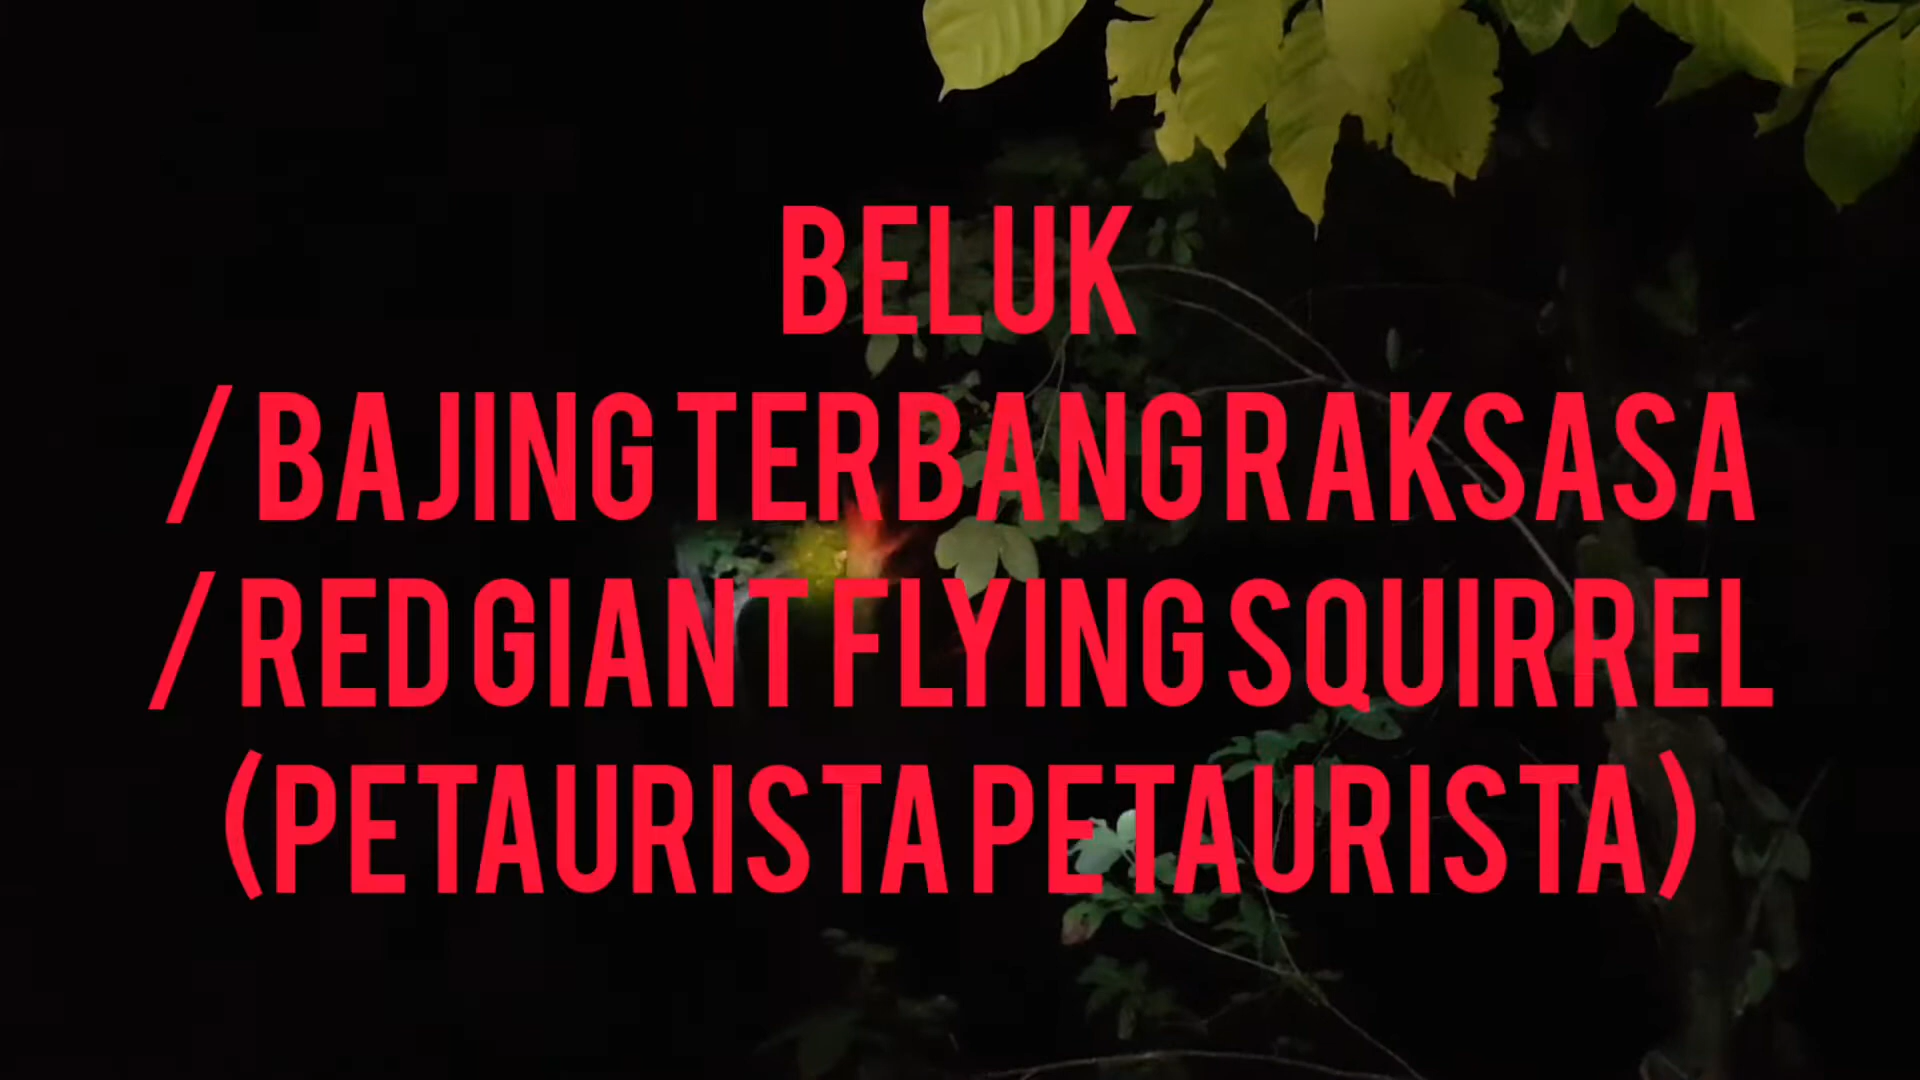 BELUK
/ BAJING TERBANG RAKSASA
/ RED GIANT FLYING SQUIRREL
(PETAURISTA PETAURISTA)